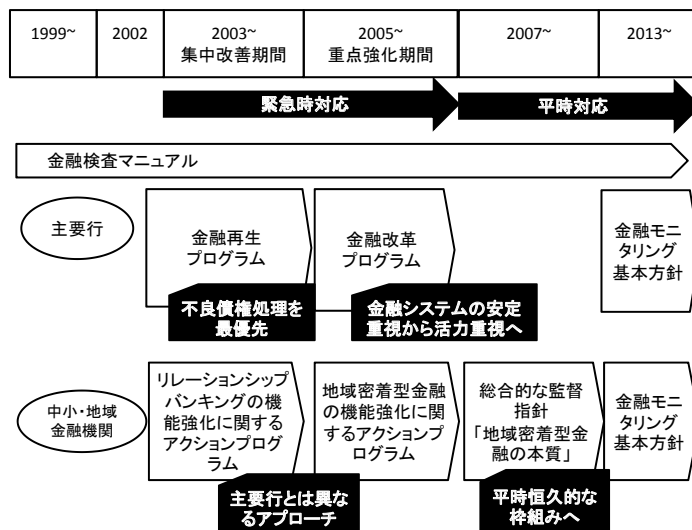 1999~
2002
2003~
集中改善期間
2005~
重点強化期間
2007~
2013~
緊急時対応
平時対応
金融検査マニュアル
主要行
金融再生
プログラム
金融改革
プログラム
金融モニ
タリング
基本方針
不良債権処理を
最優先
金融システムの安定
重視から活力重視へ
中小・地域
金融機関
リレーションシップ
バンキングの機
能強化に関する
アクションプログ
ラム
地域密着型金融
の機能強化に関
するアクションプ
ログラム
総合的な監督
指針
「地域密着型金
融の本質」
金融モニ
タリング
基本方針
主要行とは異な
るアプローチ
平時恒久的な
枠組みへ